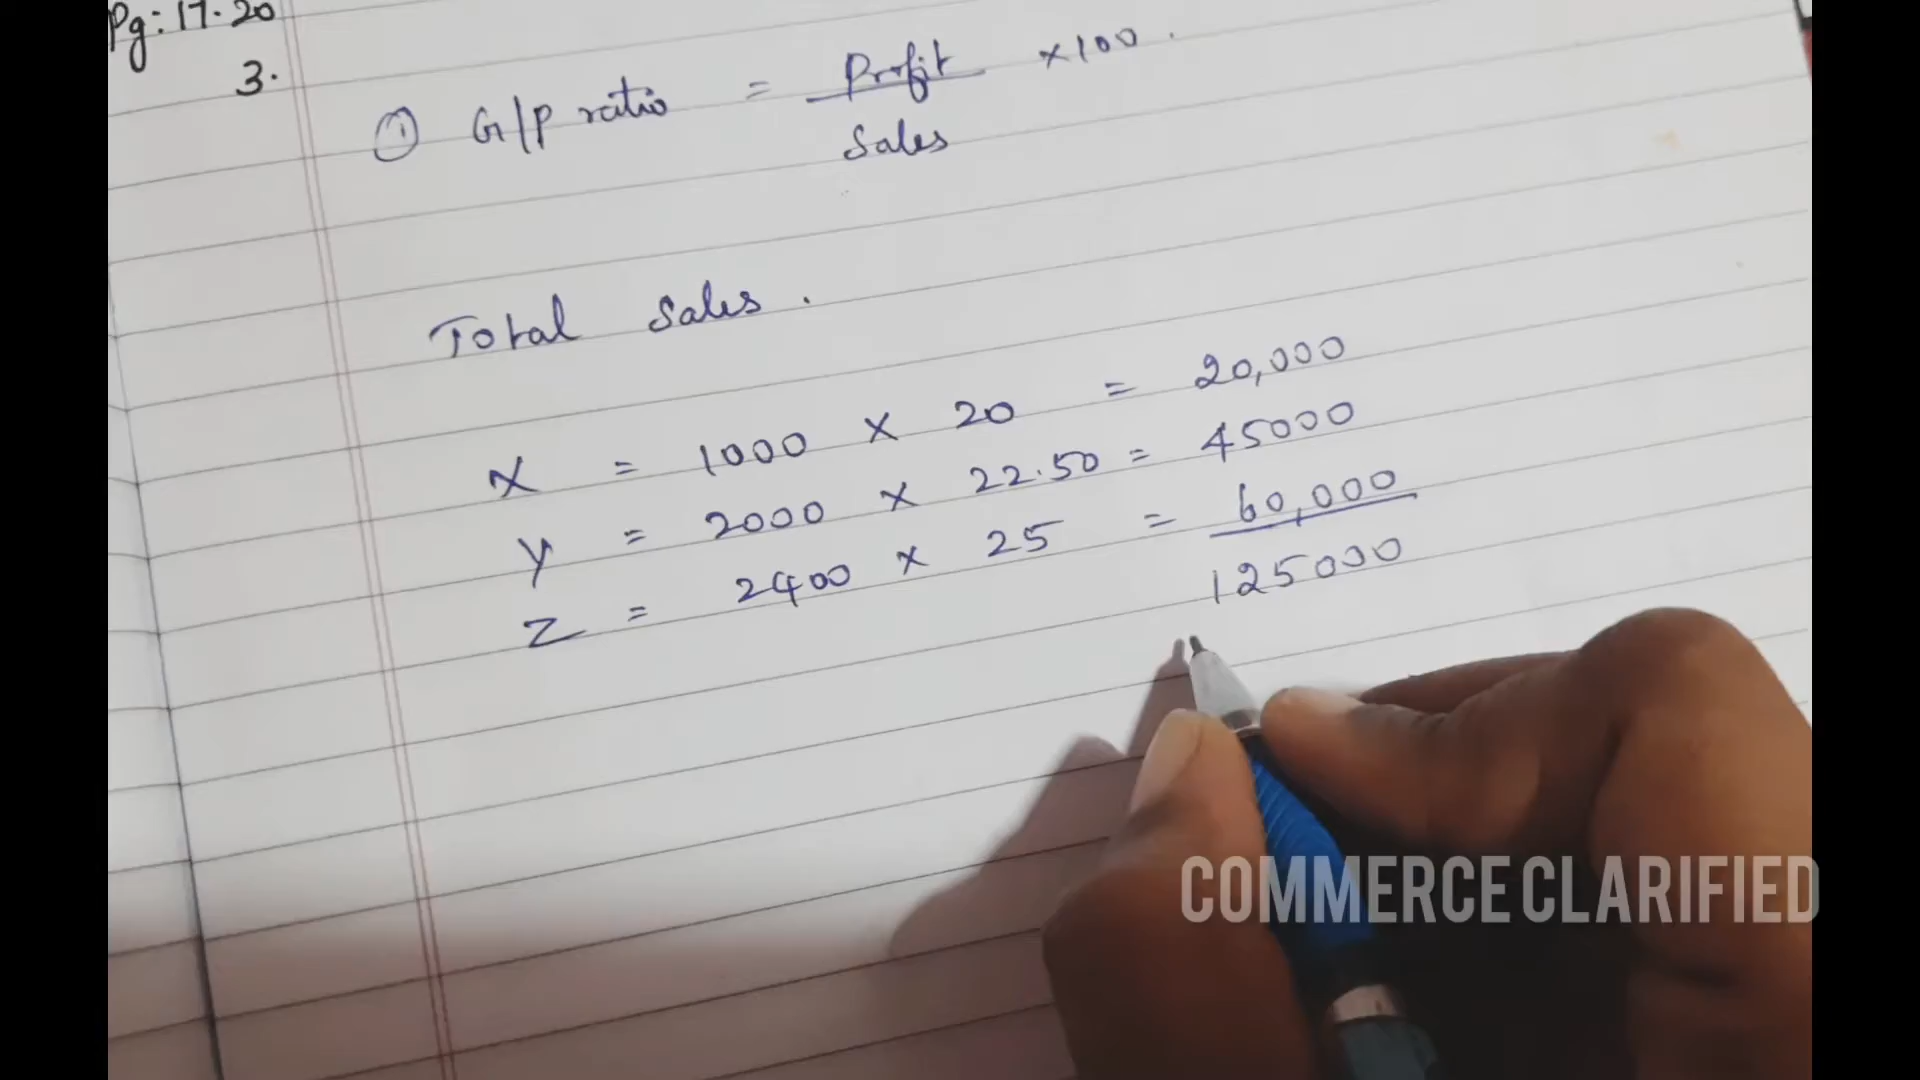 Pg: 17.20
3.
① G/P ratio = Profit / Sales × 100.
Total Sales.
X = 1000 × 20 = 20,000
Y = 2000 × 22.50 = 45000
Z = 2400 × 25 = 60,000
125000
COMMERCE CLARIFIED